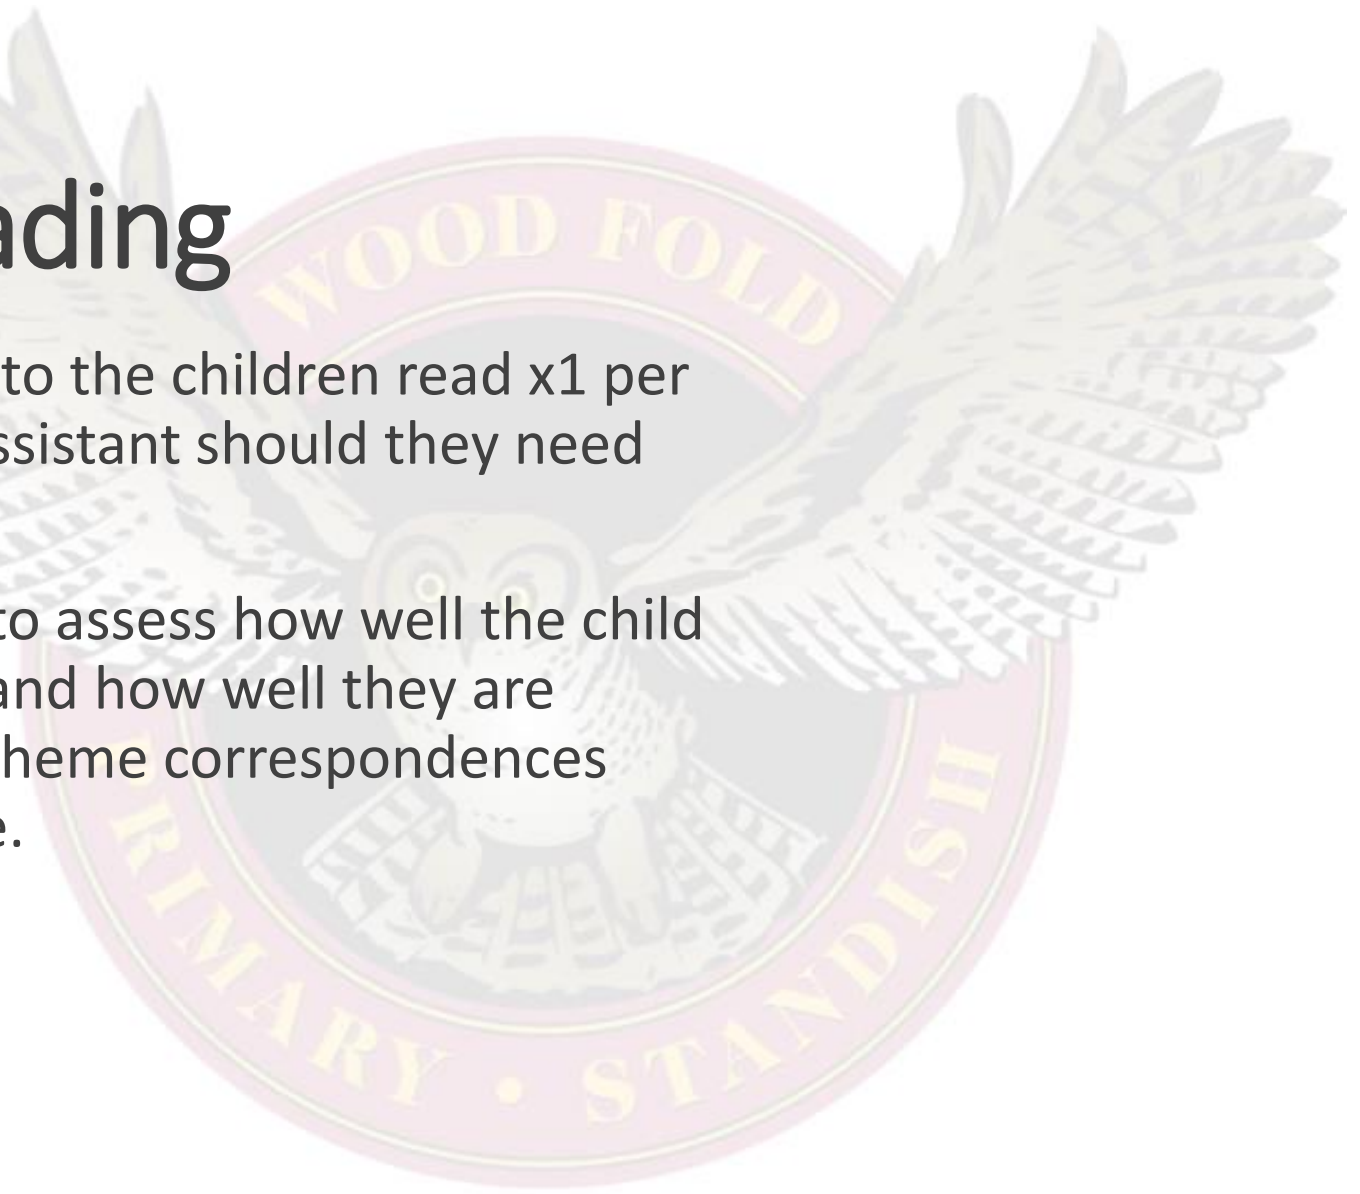 ading
to the children read x1 per
ssistant should they need
to assess how well the child
and how well they are
heme correspondences
e.
WOOD FOLD
PRIMARY • STANDISH